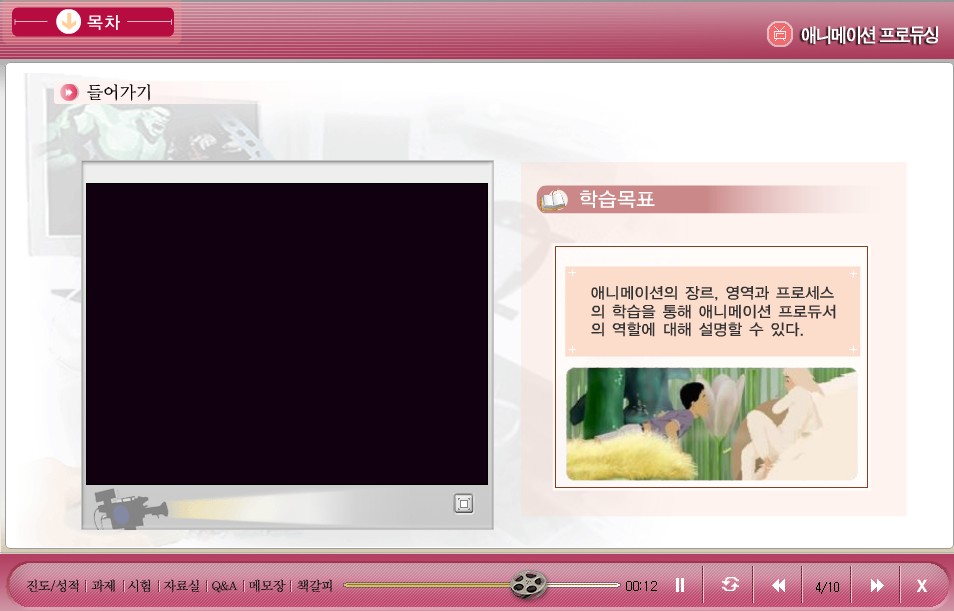 목차
애니메이션 프로듀싱
들어가기
학습목표
애니메이션의 장르, 영역과 프로세스
의 학습을 통해 애니메이션 프로듀서
의 역할에 대해 설명할 수 있다.
진도/성적 | 과제 | 시험 | 자료실 | Q&A | 메모장 | 책갈피
00:12
4/10
X